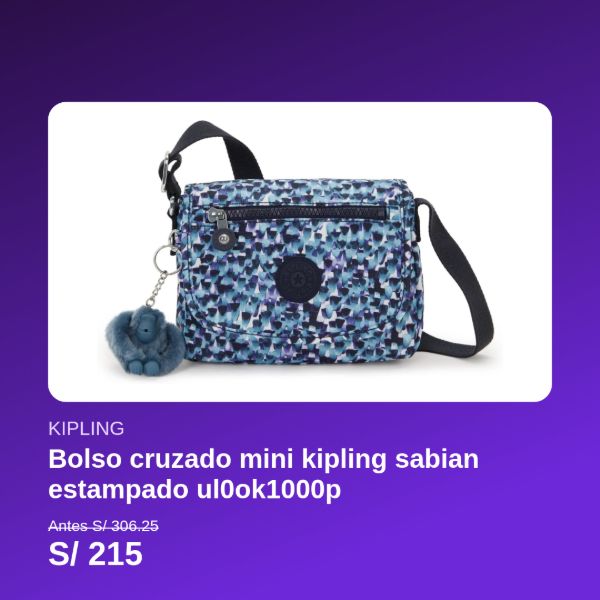 KIPLING
Bolso cruzado mini kipling sabian
estampado ul0ok1000p
Antes S/ 306.25
S/ 215